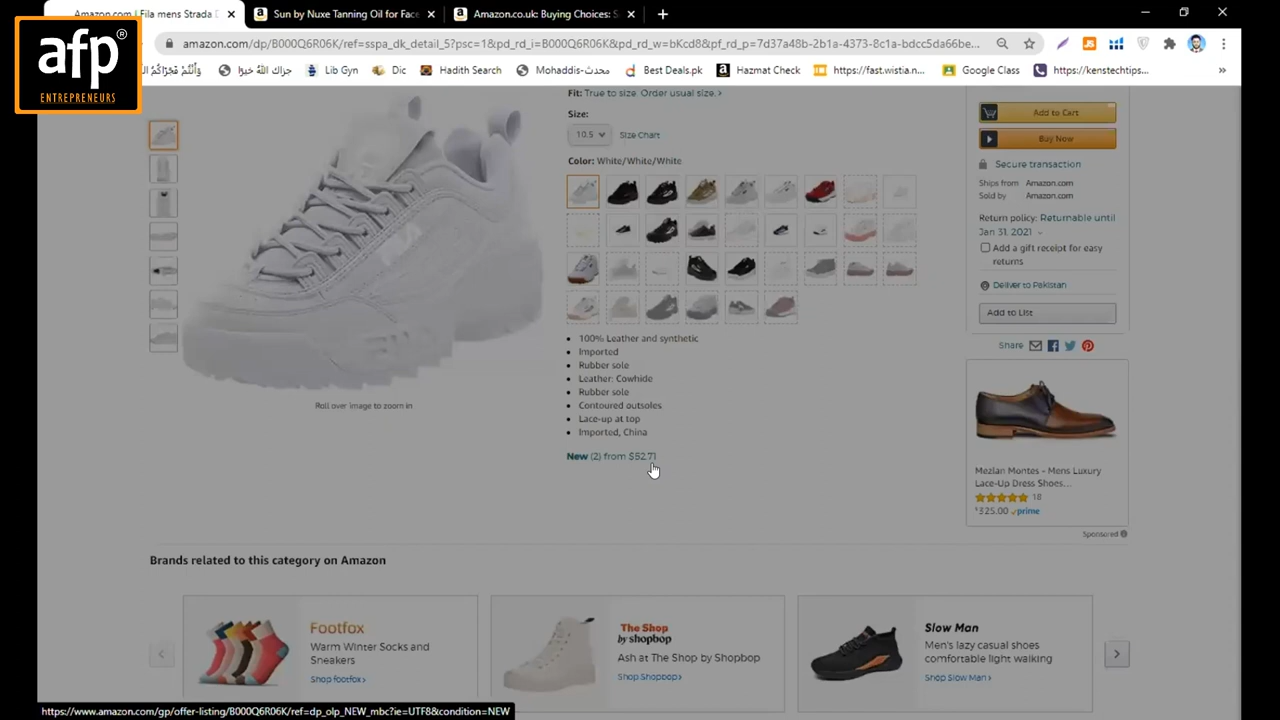 Amazon.com | Fila mens Strada D
Sun by Nuxe Tanning Oil for Face
Amazon.co.uk: Buying Choices: S
afp®
ENTREPRENEURS
amazon.com/dp/B000Q6R06K/ref=sspa_dk_detail_5?psc=1&pd_rd_i=B000Q6R06K&pd_rd_w=bKcd8&pf_rd_p=7d37a48b-2b1a-4373-8c1a-bdcc5da66be...
جزاك اللهُ خيرا
Lib Gyn
Dic
Hadith Search
Mohaddis-محدث
Best Deals.pk
Hazmat Check
https://fast.wistia.n...
Google Class
https://kenstechtips...
Fit: True to size. Order usual size. ›
Size:
10.5
Size Chart
Color: White/White/White
100% Leather and synthetic
Imported
Rubber sole
Leather: Cowhide
Rubber sole
Contoured outsoles
Lace-up at top
Imported, China
New (2) from $52.71
Roll over image to zoom in
Add to Cart
Buy Now
Secure transaction
Ships from Amazon.com
Sold by Amazon.com
Return policy: Returnable until
Jan 31, 2021
Add a gift receipt for easy
returns
Deliver to Pakistan
Add to List
Share
Mezlan Montes - Mens Luxury
Lace-Up Dress Shoes...
18
$325.00 prime
Sponsored
Brands related to this category on Amazon
Footfox
Warm Winter Socks and
Sneakers
Shop Footfox›
The Shop
by shopbop
Ash at The Shop by Shopbop
Shop Shopbop›
Slow Man
Men's lazy casual shoes
comfortable light walking
Shop Slow Man›
https://www.amazon.com/gp/offer-listing/B000Q6R06K/ref=dp_olp_NEW_mbc?ie=UTF8&condition=NEW